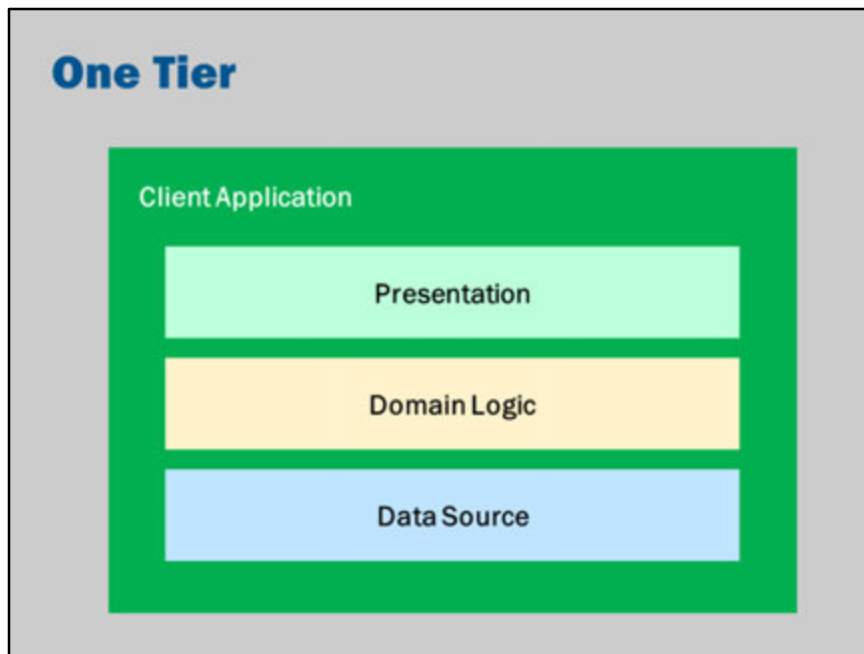 One Tier
Client Application
Presentation
Domain Logic
Data Source